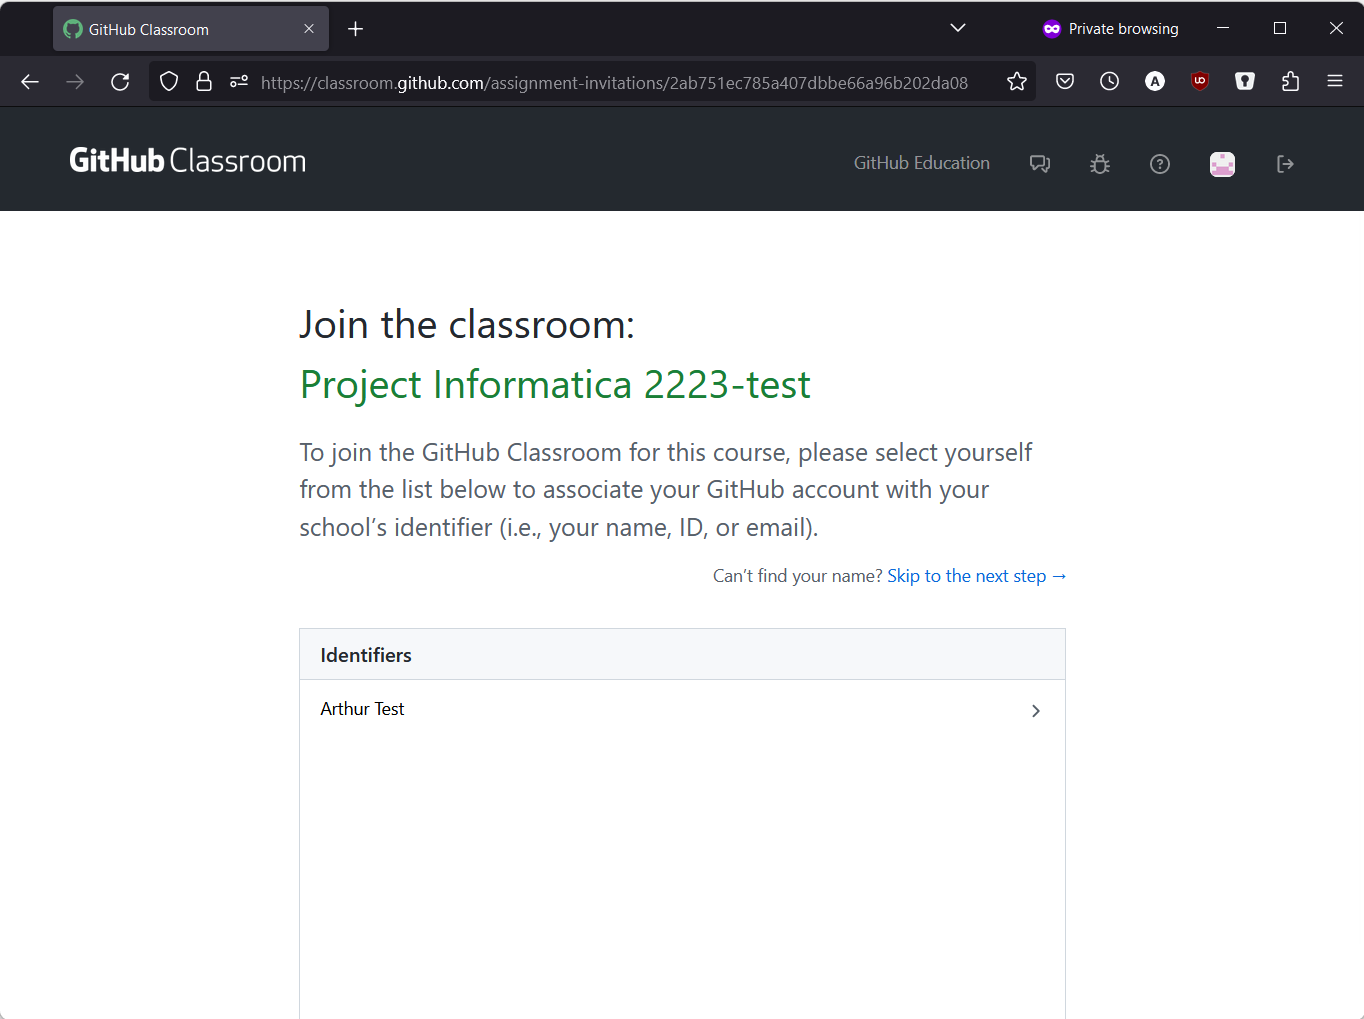 GitHub Classroom
Private browsing
https://classroom.github.com/assignment-invitations/2ab751ec785a407dbbe66a96b202da08
GitHub Classroom
GitHub Education
Join the classroom:
Project Informatica 2223-test
To join the GitHub Classroom for this course, please select yourself
from the list below to associate your GitHub account with your
school’s identifier (i.e., your name, ID, or email).
Can’t find your name? Skip to the next step →
Identifiers
Arthur Test